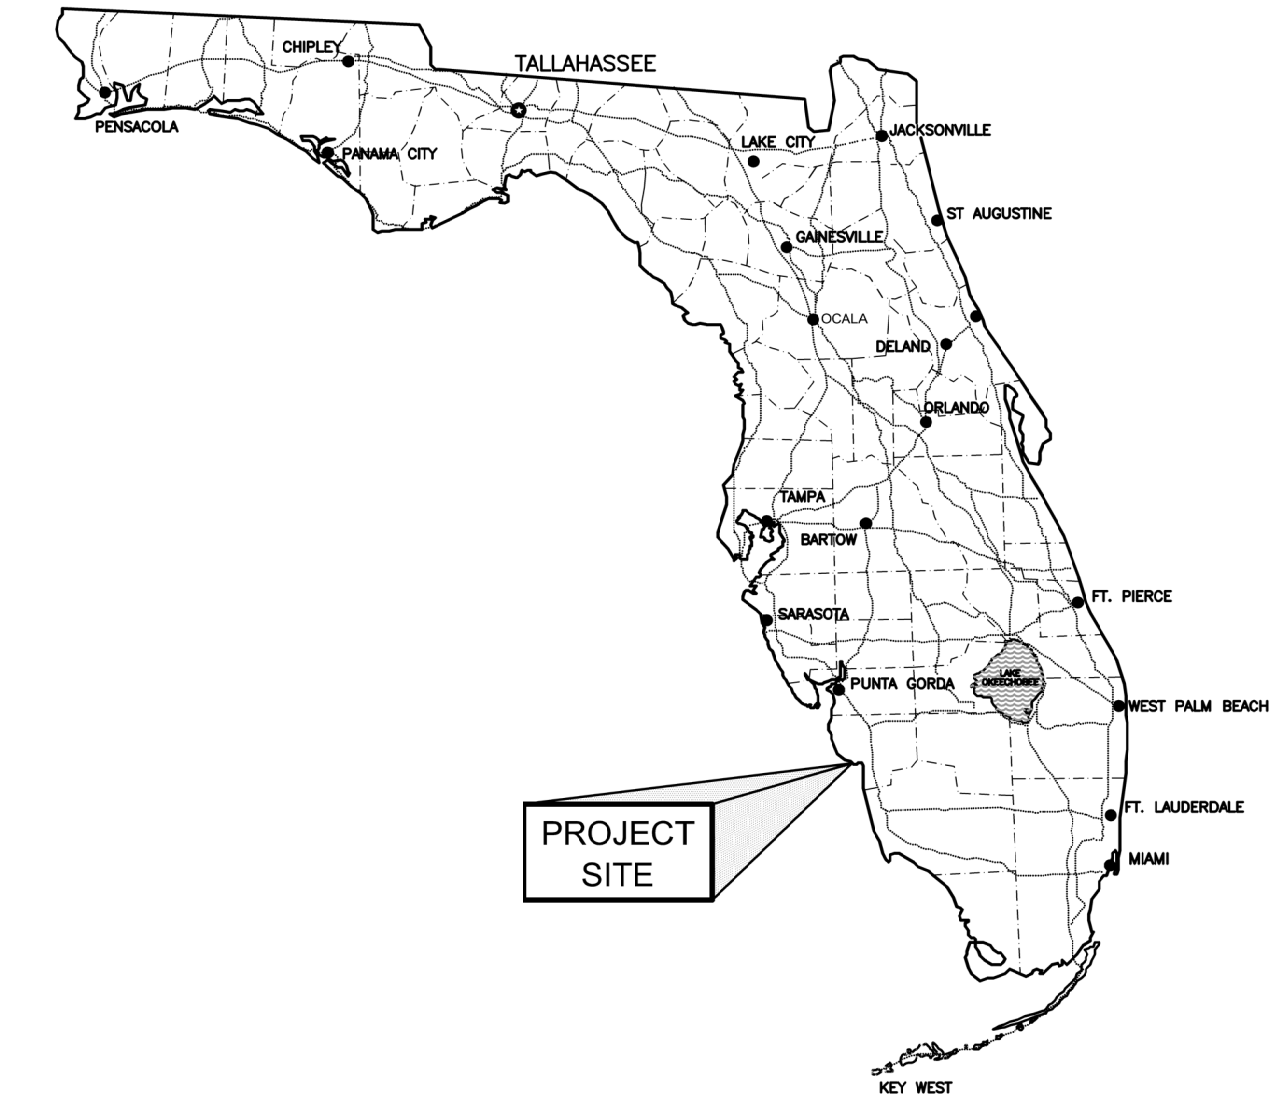 CHIPLEY
TALLAHASSEE
PENSACOLA
PANAMA CITY
LAKE CITY
JACKSONVILLE
ST AUGUSTINE
GAINESVILLE
OCALA
DELAND
ORLANDO
TAMPA
BARTOW
FT. PIERCE
SARASOTA
LAKE
OKEECHOBEE
PUNTA GORDA
WEST PALM BEACH
PROJECT
SITE
FT. LAUDERDALE
MIAMI
KEY WEST